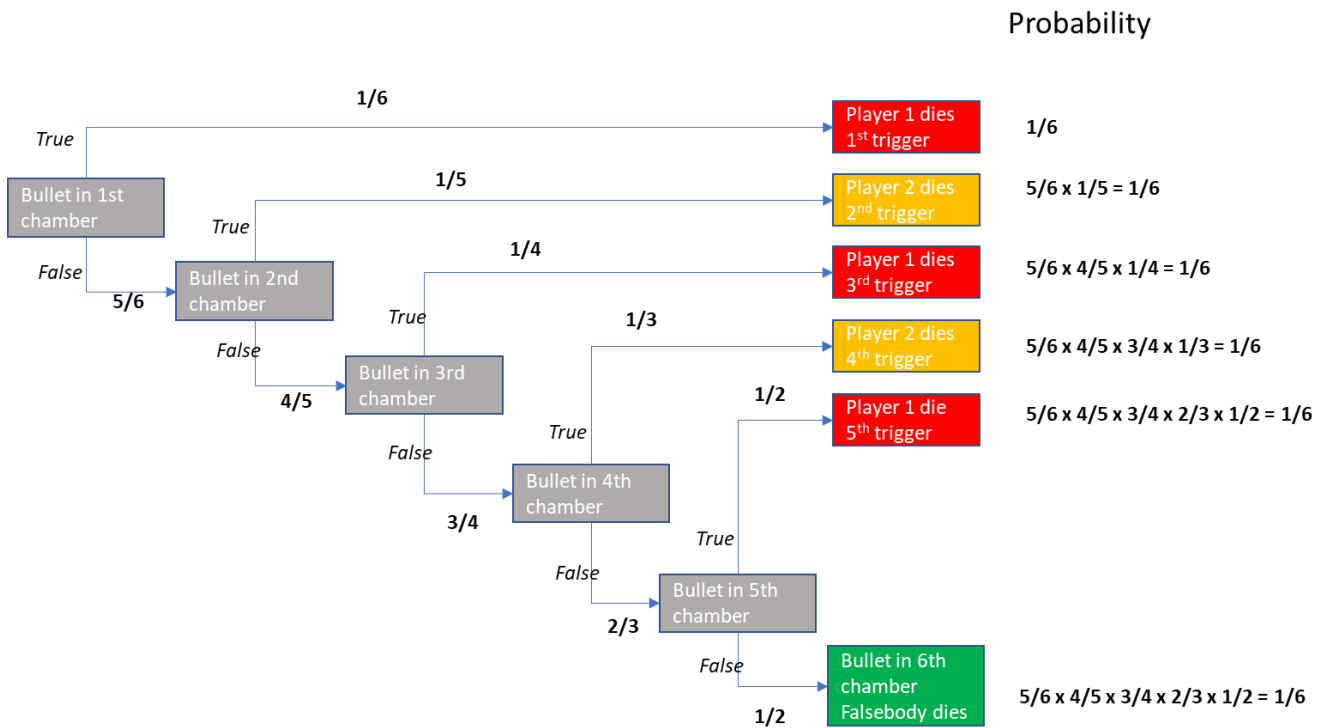 Probability
1/6
True
Player 1 dies
1st trigger
1/6
Bullet in 1st
chamber
1/5
True
Player 2 dies
2nd trigger
5/6 x 1/5 = 1/6
False
5/6
Bullet in 2nd
chamber
1/4
True
Player 1 dies
3rd trigger
5/6 x 4/5 x 1/4 = 1/6
False
4/5
Bullet in 3rd
chamber
1/3
True
Player 2 dies
4th trigger
5/6 x 4/5 x 3/4 x 1/3 = 1/6
False
3/4
Bullet in 4th
chamber
1/2
True
Player 1 die
5th trigger
5/6 x 4/5 x 3/4 x 2/3 x 1/2 = 1/6
False
2/3
Bullet in 5th
chamber
False
1/2
Bullet in 6th
chamber
Falsebody dies
5/6 x 4/5 x 3/4 x 2/3 x 1/2 = 1/6